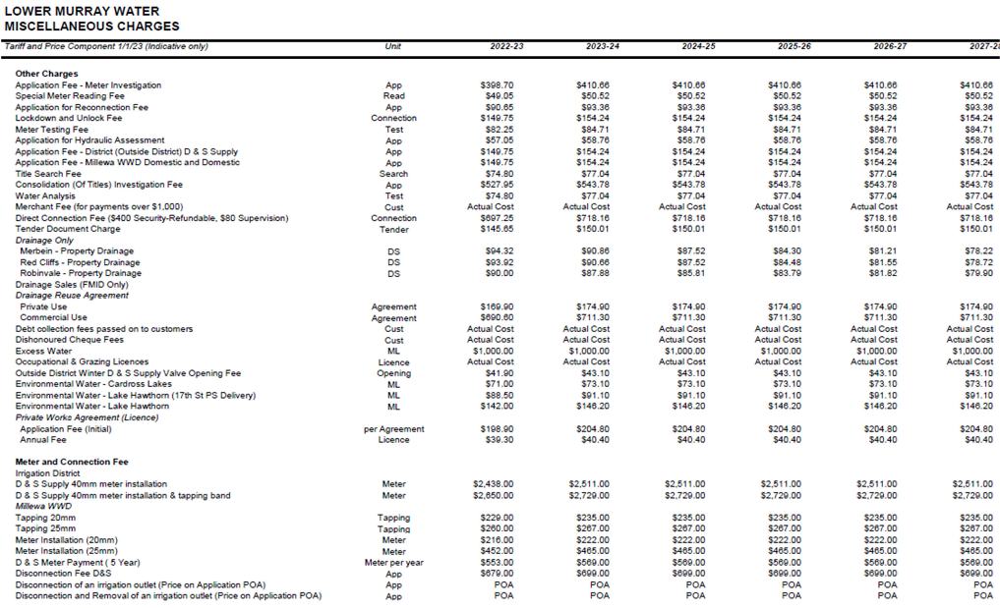 LOWER MURRAY WATER
MISCELLANEOUS CHARGES
Tariff and Price Component 1/1/23 (Indicative only) Unit 2022-23 2023-24 2024-25 2025-26 2026-27 2027-28
Other Charges
Application Fee - Meter Investigation App $398.70 $410.66 $410.66 $410.66 $410.66 $410.66
Special Meter Reading Fee Read $49.05 $50.52 $50.52 $50.52 $50.52 $50.52
Application for Reconnection Fee App $90.65 $93.36 $93.36 $93.36 $93.36 $93.36
Lockdown and Unlock Fee Connection $149.75 $154.24 $154.24 $154.24 $154.24 $154.24
Meter Testing Fee Test $82.25 $84.71 $84.71 $84.71 $84.71 $84.71
Application for Hydraulic Assessment App $57.05 $58.76 $58.76 $58.76 $58.76 $58.76
Application Fee - District (Outside District) D & S Supply App $149.75 $154.24 $154.24 $154.24 $154.24 $154.24
Application Fee - Millewa WWD Domestic and Domestic App $149.75 $154.24 $154.24 $154.24 $154.24 $154.24
Title Search Fee Search $74.80 $77.04 $77.04 $77.04 $77.04 $77.04
Consolidation (Of Titles) Investigation Fee App $527.95 $543.78 $543.78 $543.78 $543.78 $543.78
Water Analysis Test $74.80 $77.04 $77.04 $77.04 $77.04 $77.04
Merchant Fee (for payments over $1,000) Cust Actual Cost Actual Cost Actual Cost Actual Cost Actual Cost Actual Cost
Direct Connection Fee ($400 Security-Refundable, $80 Supervision) Connection $697.25 $718.16 $718.16 $718.16 $718.16 $718.16
Tender Document Charge Tender $145.65 $150.01 $150.01 $150.01 $150.01 $150.01
Drainage Only
Merbein - Property Drainage DS $94.32 $90.86 $87.52 $84.30 $81.21 $78.22
Red Cliffs - Property Drainage DS $93.92 $90.66 $87.52 $84.48 $81.55 $78.72
Robinvale - Property Drainage DS $90.00 $87.88 $85.81 $83.79 $81.82 $79.90
Drainage Sales (FMID Only)
Drainage Reuse Agreement
Private Use Agreement $169.90 $174.90 $174.90 $174.90 $174.90 $174.90
Commercial Use Agreement $690.60 $711.30 $711.30 $711.30 $711.30 $711.30
Debt collection fees passed on to customers Cust Actual Cost Actual Cost Actual Cost Actual Cost Actual Cost Actual Cost
Dishonoured Cheque Fees Cust Actual Cost Actual Cost Actual Cost Actual Cost Actual Cost Actual Cost
Excess Water ML $1,000.00 $1,000.00 $1,000.00 $1,000.00 $1,000.00 $1,000.00
Occupational & Grazing Licences Licence Actual Cost Actual Cost Actual Cost Actual Cost Actual Cost Actual Cost
Outside District Winter D & S Supply Valve Opening Fee Opening $41.90 $43.10 $43.10 $43.10 $43.10 $43.10
Environmental Water - Cardross Lakes ML $71.00 $73.10 $73.10 $73.10 $73.10 $73.10
Environmental Water - Lake Hawthorn (17th St PS Delivery) ML $88.50 $91.10 $91.10 $91.10 $91.10 $91.10
Environmental Water - Lake Hawthorn ML $142.00 $146.20 $146.20 $146.20 $146.20 $146.20
Private Works Agreement (Licence)
Application Fee (Initial) per Agreement $198.90 $204.80 $204.80 $204.80 $204.80 $204.80
Annual Fee Licence $39.30 $40.40 $40.40 $40.40 $40.40 $40.40
Meter and Connection Fee
Irrigation District
D & S Supply 40mm meter installation Meter $2,438.00 $2,511.00 $2,511.00 $2,511.00 $2,511.00 $2,511.00
D & S Supply 40mm meter installation & tapping band Meter $2,650.00 $2,729.00 $2,729.00 $2,729.00 $2,729.00 $2,729.00
Millewa WWD
Tapping 20mm Tapping $229.00 $235.00 $235.00 $235.00 $235.00 $235.00
Tapping 25mm Tapping $260.00 $267.00 $267.00 $267.00 $267.00 $267.00
Meter Installation (20mm) Meter $216.00 $222.00 $222.00 $222.00 $222.00 $222.00
Meter Installation (25mm) Meter $452.00 $465.00 $465.00 $465.00 $465.00 $465.00
D & S Meter Payment ( 5 Year) Meter per year $553.00 $569.00 $569.00 $569.00 $569.00 $569.00
Disconnection Fee D&S App $679.00 $699.00 $699.00 $699.00 $699.00 $699.00
Disconnection of an irrigation outlet (Price on Application POA) App POA POA POA POA POA POA
Disconnection and Removal of an irrigation outlet (Price on Application POA) App POA POA POA POA POA POA